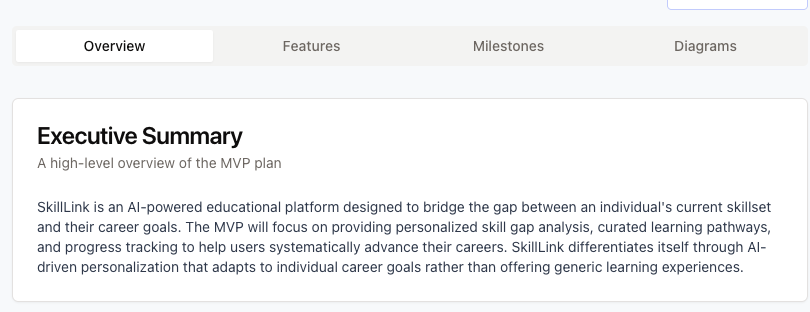 Overview
Features
Milestones
Diagrams
Executive Summary
A high-level overview of the MVP plan
SkillLink is an AI-powered educational platform designed to bridge the gap between an individual's current skillset
and their career goals. The MVP will focus on providing personalized skill gap analysis, curated learning pathways,
and progress tracking to help users systematically advance their careers. SkillLink differentiates itself through AI-
driven personalization that adapts to individual career goals rather than offering generic learning experiences.